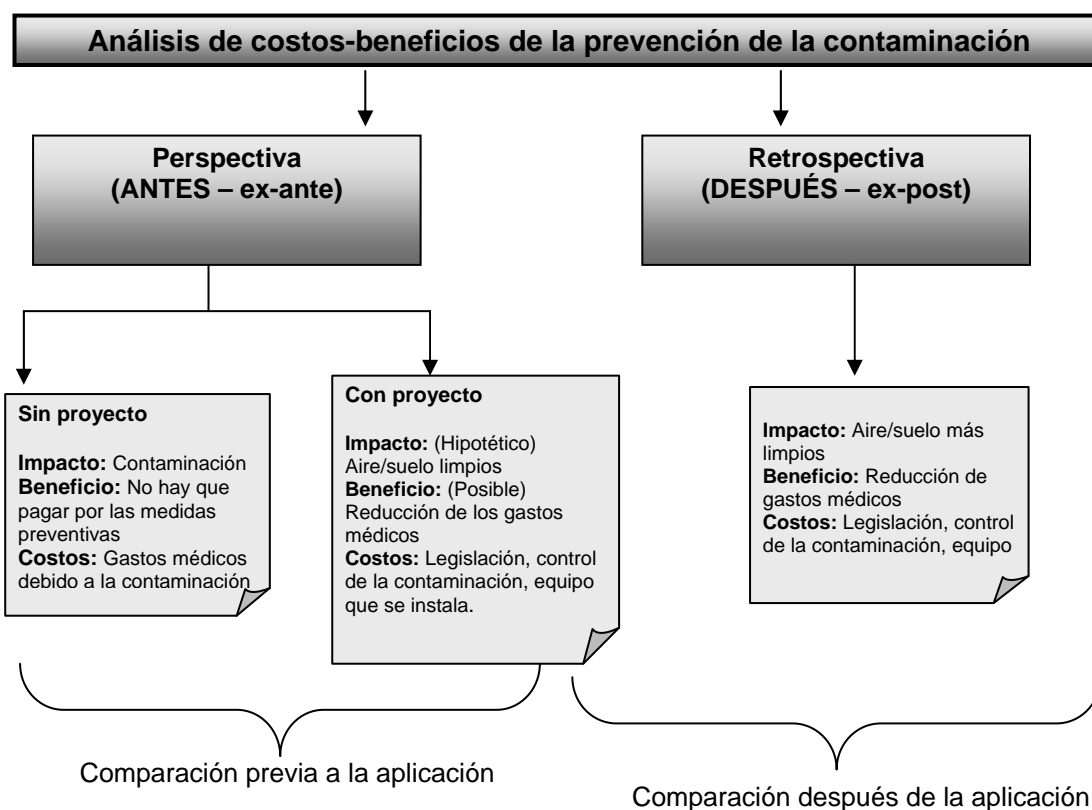 Análisis de costos-beneficios de la prevención de la contaminación
Perspectiva
(ANTES – ex-ante)
Retrospectiva
(DESPUÉS – ex-post)
Sin proyecto
Impacto: Contaminación
Beneficio: No hay que
pagar por las medidas
preventivas
Costos: Gastos médicos
debido a la contaminación
Con proyecto
Impacto: (Hipotético)
Aire/suelo limpios
Beneficio: (Posible)
Reducción de los gastos
médicos
Costos: Legislación, control
de la contaminación, equipo
que se instala.
Impacto: Aire/suelo más
limpios
Beneficio: Reducción de
gastos médicos
Costos: Legislación, control
de la contaminación, equipo
Comparación previa a la aplicación
Comparación después de la aplicación